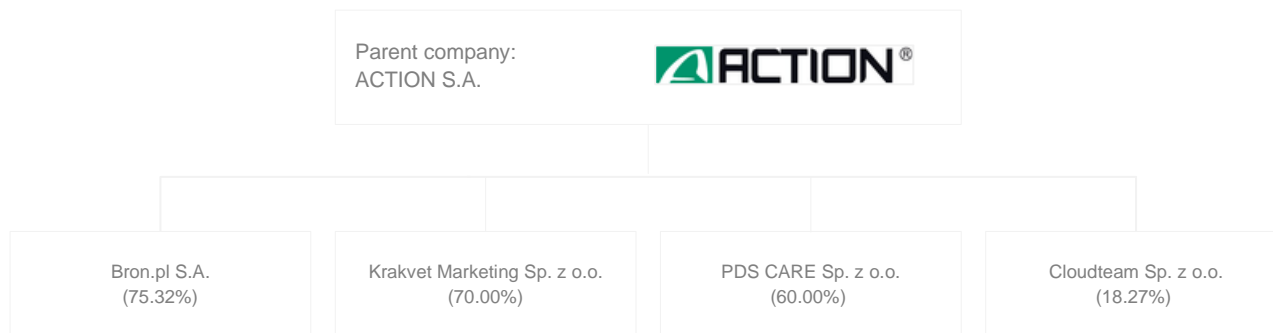 Parent company:
ACTION S.A.
ACTION®
Bron.pl S.A.
(75.32%)
Krakvet Marketing Sp. z o.o.
(70.00%)
PDS CARE Sp. z o.o.
(60.00%)
Cloudteam Sp. z o.o.
(18.27%)